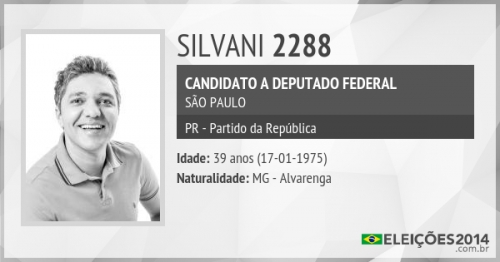 SILVANI 2288
CANDIDATO A DEPUTADO FEDERAL
SÃO PAULO
PR - Partido da República
Idade: 39 anos (17-01-1975)
Naturalidade: MG - Alvarenga
ELEIÇÕES2014
.com.br